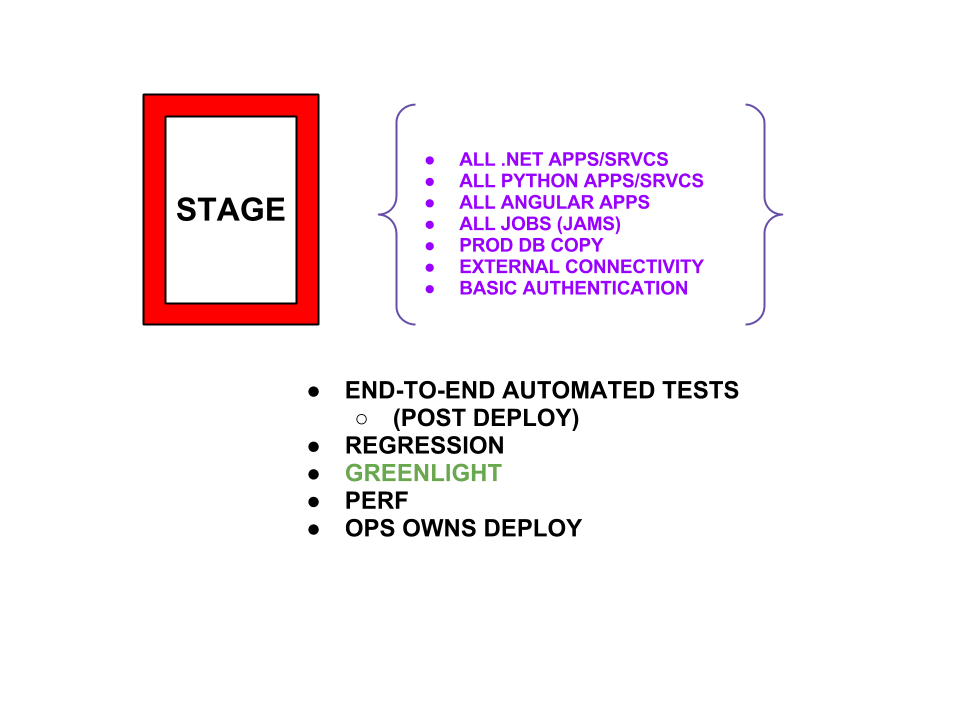 STAGE
● ALL .NET APPS/SRVCS
● ALL PYTHON APPS/SRVCS
● ALL ANGULAR APPS
● ALL JOBS (JAMS)
● PROD DB COPY
● EXTERNAL CONNECTIVITY
● BASIC AUTHENTICATION
● END-TO-END AUTOMATED TESTS
○ (POST DEPLOY)
● REGRESSION
● GREENLIGHT
● PERF
● OPS OWNS DEPLOY